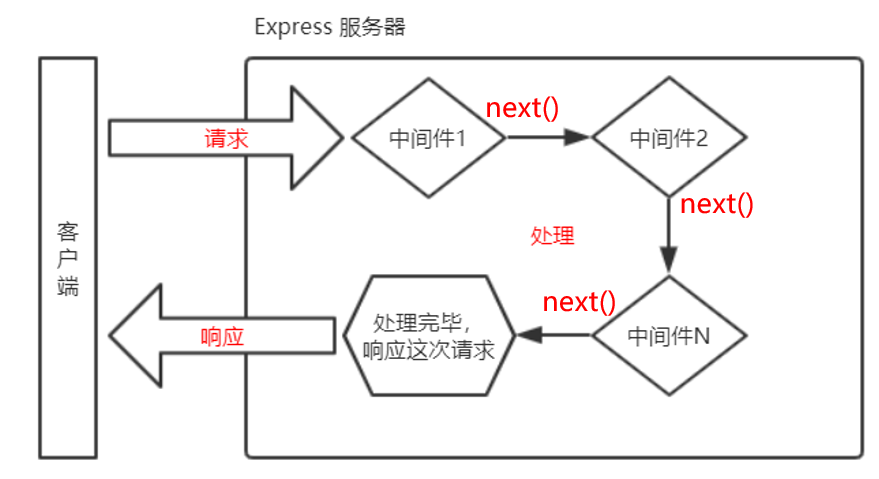 Express 服务器
请求
中间件1
next()
中间件2
next()
处理
客
户
端
响应
处理完毕，
响应这次请求
next()
中间件N